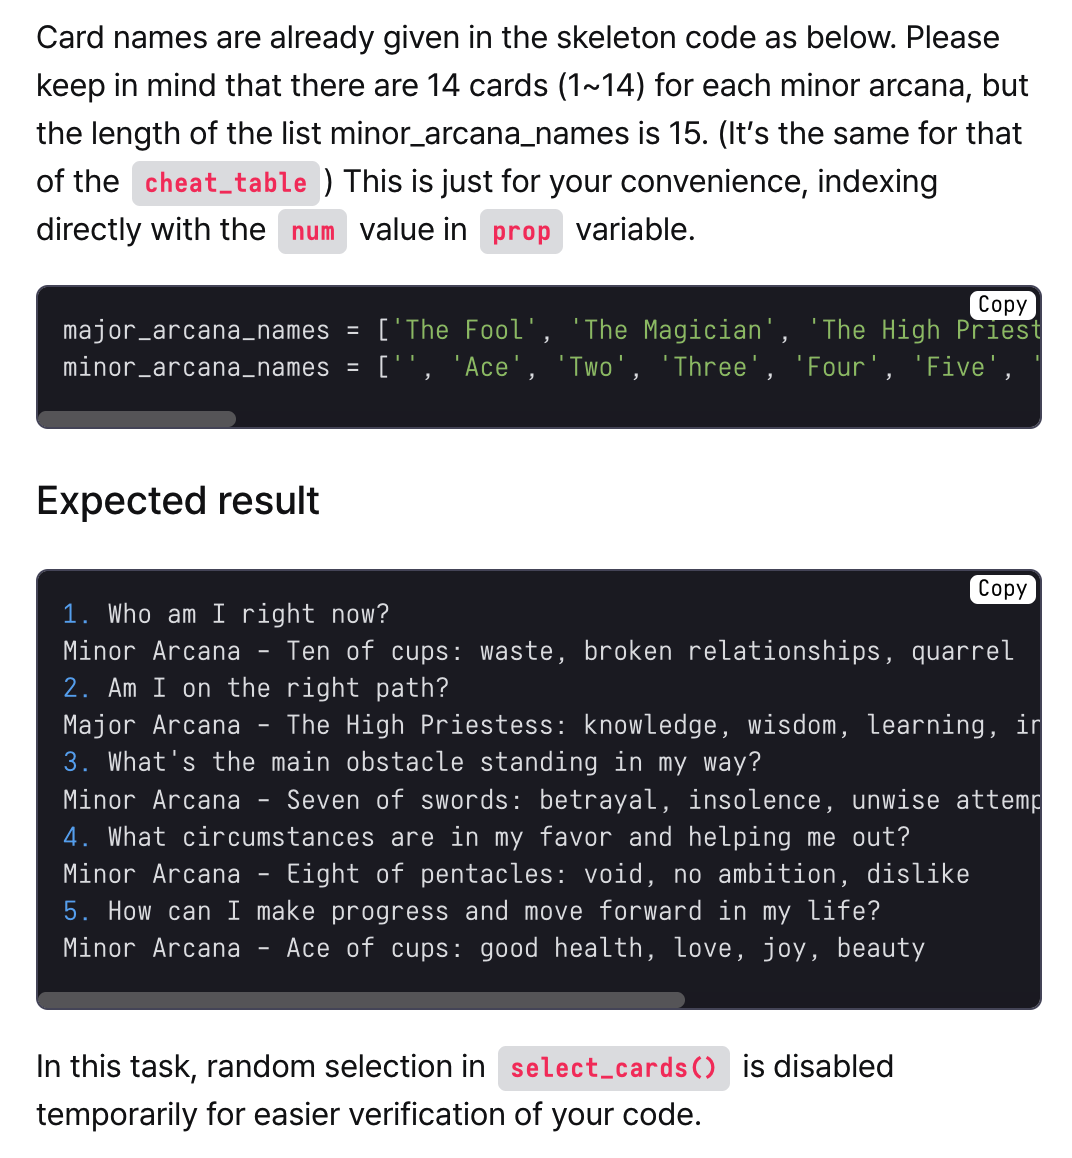 Card names are already given in the skeleton code as below. Please
keep in mind that there are 14 cards (1~14) for each minor arcana, but
the length of the list minor_arcana_names is 15. (It’s the same for that
of the cheat_table ) This is just for your convenience, indexing
directly with the num value in prop variable.
Copy
major_arcana_names = ['The Fool', 'The Magician', 'The High Priest
minor_arcana_names = ['', 'Ace', 'Two', 'Three', 'Four', 'Five', '
Expected result
Copy
1. Who am I right now?
Minor Arcana - Ten of cups: waste, broken relationships, quarrel
2. Am I on the right path?
Major Arcana - The High Priestess: knowledge, wisdom, learning, in
3. What's the main obstacle standing in my way?
Minor Arcana - Seven of swords: betrayal, insolence, unwise attemp
4. What circumstances are in my favor and helping me out?
Minor Arcana - Eight of pentacles: void, no ambition, dislike
5. How can I make progress and move forward in my life?
Minor Arcana - Ace of cups: good health, love, joy, beauty
In this task, random selection in select_cards() is disabled
temporarily for easier verification of your code.